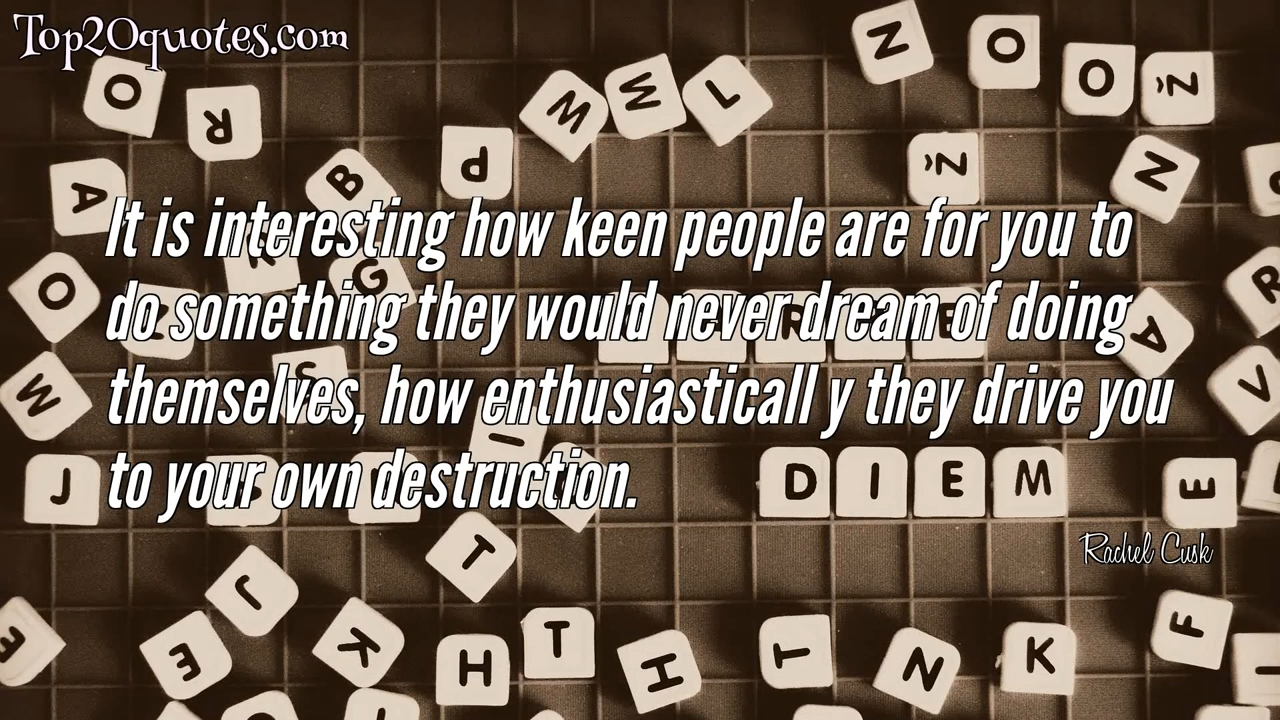 Top20quotes.com
It is interesting how keen people are for you to
do something they would never dream of doing
themselves, how enthusiasticall y they drive you
to your own destruction.
DIEM
Rachel Cusk